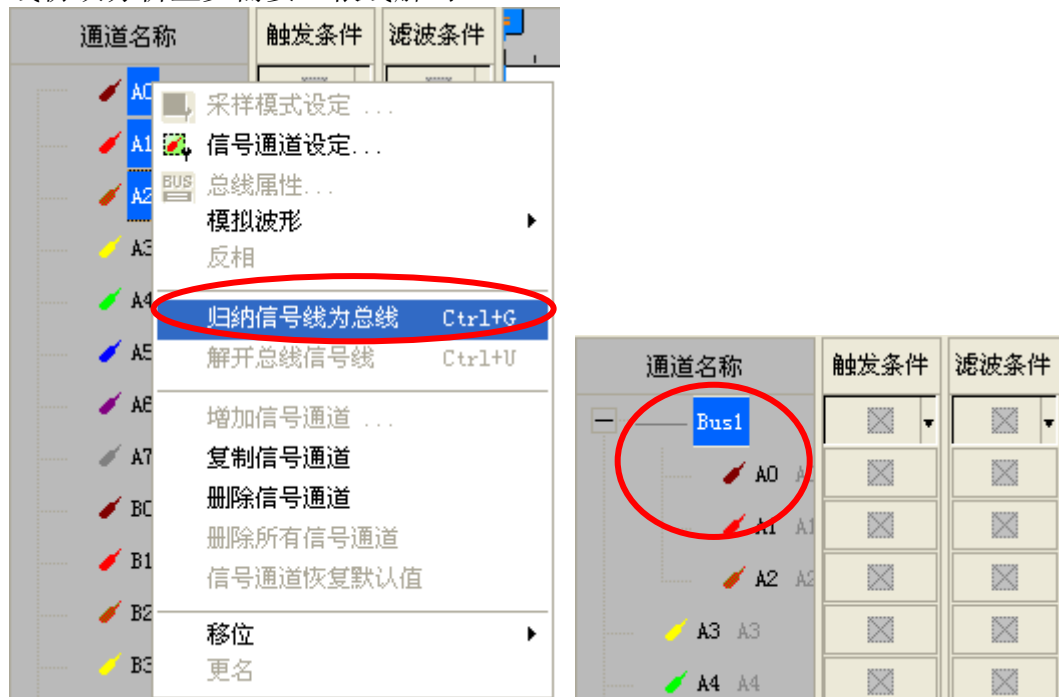 通道名称 触发条件 滤波条件
A0
A1
A2
A3
A4
A5
A6
A7
B0
B1
B2
B3
采样模式设定 ...
信号通道设定...
BUS 总线属性...
模拟波形
反相
归纳信号线为总线 Ctrl+G
解开总线信号线 Ctrl+U
增加信号通道 ...
复制信号通道
删除信号通道
删除所有信号通道
信号通道恢复默认值
移位
更名
通道名称 触发条件 滤波条件
Bus1
A0
A1 A1
A2 A2
A3 A3
A4 A4